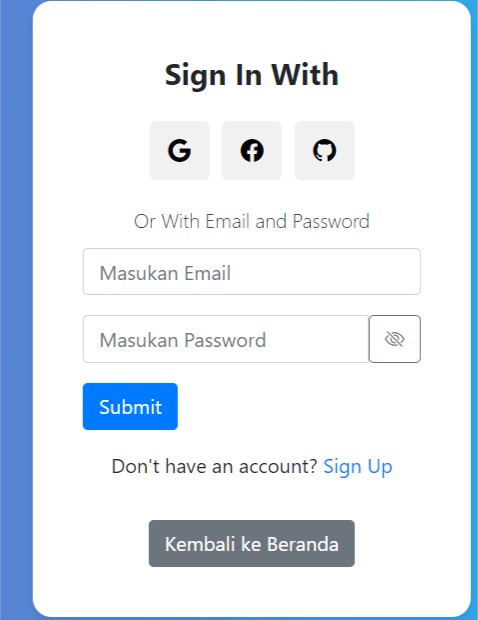 Sign In With
Or With Email and Password
Masukan Email
Masukan Password
Submit
Don't have an account? Sign Up
Kembali ke Beranda